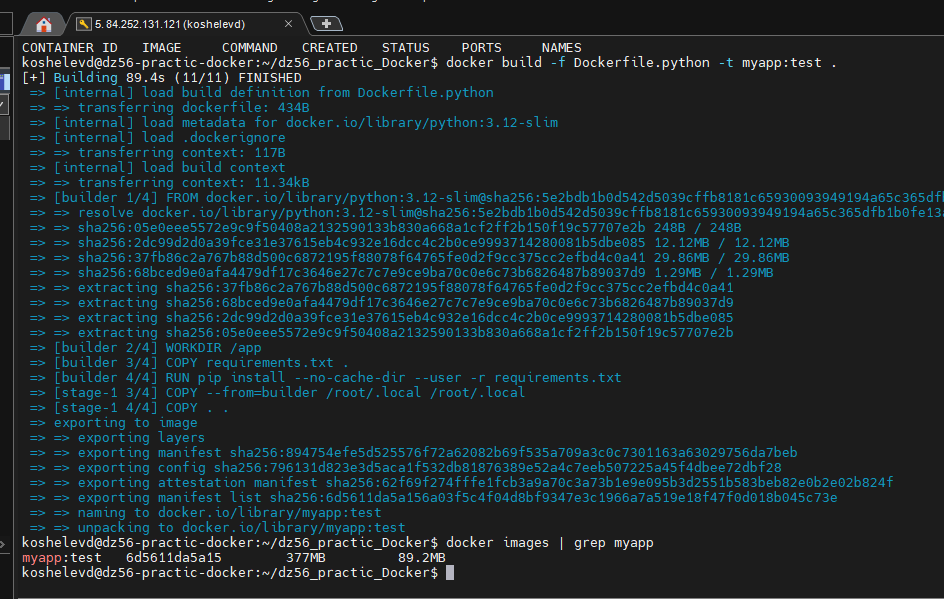 5. 84.252.131.121 (koshelevd)
CONTAINER ID   IMAGE     COMMAND   CREATED   STATUS    PORTS     NAMES
koshelevd@dz56-practic-docker:~/dz56_practic_Docker$ docker build -f Dockerfile.python -t myapp:test .
[+] Building 89.4s (11/11) FINISHED
=> [internal] load build definition from Dockerfile.python
=> => transferring dockerfile: 434B
=> [internal] load metadata for docker.io/library/python:3.12-slim
=> [internal] load .dockerignore
=> => transferring context: 117B
=> [internal] load build context
=> => transferring context: 11.34kB
=> [builder 1/4] FROM docker.io/library/python:3.12-slim@sha256:5e2bdb1b0d542d5039cffb8181c65930093949194a65c365df
=> => resolve docker.io/library/python:3.12-slim@sha256:5e2bdb1b0d542d5039cffb8181c65930093949194a65c365dfb1b0fe13
=> => sha256:05e0eee5572e9c9f50408a2132590133b830a668a1cf2ff2b150f19c57707e2b 248B / 248B
=> => sha256:2dc99d2d0a39fce31e37615eb4c932e16dcc4c2b0ce9993714280081b5dbe085 12.12MB / 12.12MB
=> => sha256:37fb86c2a767b88d500c6872195f88078f64765fe0d2f9cc375cc2efbd4c0a41 29.86MB / 29.86MB
=> => sha256:68bced9e0afa4479df17c3646e27c7c7e9ce9ba70c0e6c73b6826487b89037d9 1.29MB / 1.29MB
=> => extracting sha256:37fb86c2a767b88d500c6872195f88078f64765fe0d2f9cc375cc2efbd4c0a41
=> => extracting sha256:68bced9e0afa4479df17c3646e27c7c7e9ce9ba70c0e6c73b6826487b89037d9
=> => extracting sha256:2dc99d2d0a39fce31e37615eb4c932e16dcc4c2b0ce9993714280081b5dbe085
=> => extracting sha256:05e0eee5572e9c9f50408a2132590133b830a668a1cf2ff2b150f19c57707e2b
=> [builder 2/4] WORKDIR /app
=> [builder 3/4] COPY requirements.txt .
=> [builder 4/4] RUN pip install --no-cache-dir --user -r requirements.txt
=> [stage-1 3/4] COPY --from=builder /root/.local /root/.local
=> [stage-1 4/4] COPY . .
=> exporting to image
=> => exporting layers
=> => exporting manifest sha256:894754efe5d525576f72a62082b69f535a709a3c0c7301163a63029756da7beb
=> => exporting config sha256:796131d823e3d5aca1f532db81876389e52a4c7eeb507225a45f4dbee72dbf28
=> => exporting attestation manifest sha256:62f69f274fffe1fcb3a9a70c3a73b1e9e095b3d2551b583beb82e0b2e02b824f
=> => exporting manifest list sha256:6d5611da5a156a03f5c4f04d8bf9347e3c1966a7a519e18f47f0d018b045c73e
=> => naming to docker.io/library/myapp:test
=> => unpacking to docker.io/library/myapp:test
koshelevd@dz56-practic-docker:~/dz56_practic_Docker$ docker images | grep myapp
myapp:test   6d5611da5a15        377MB         89.2MB
koshelevd@dz56-practic-docker:~/dz56_practic_Docker$